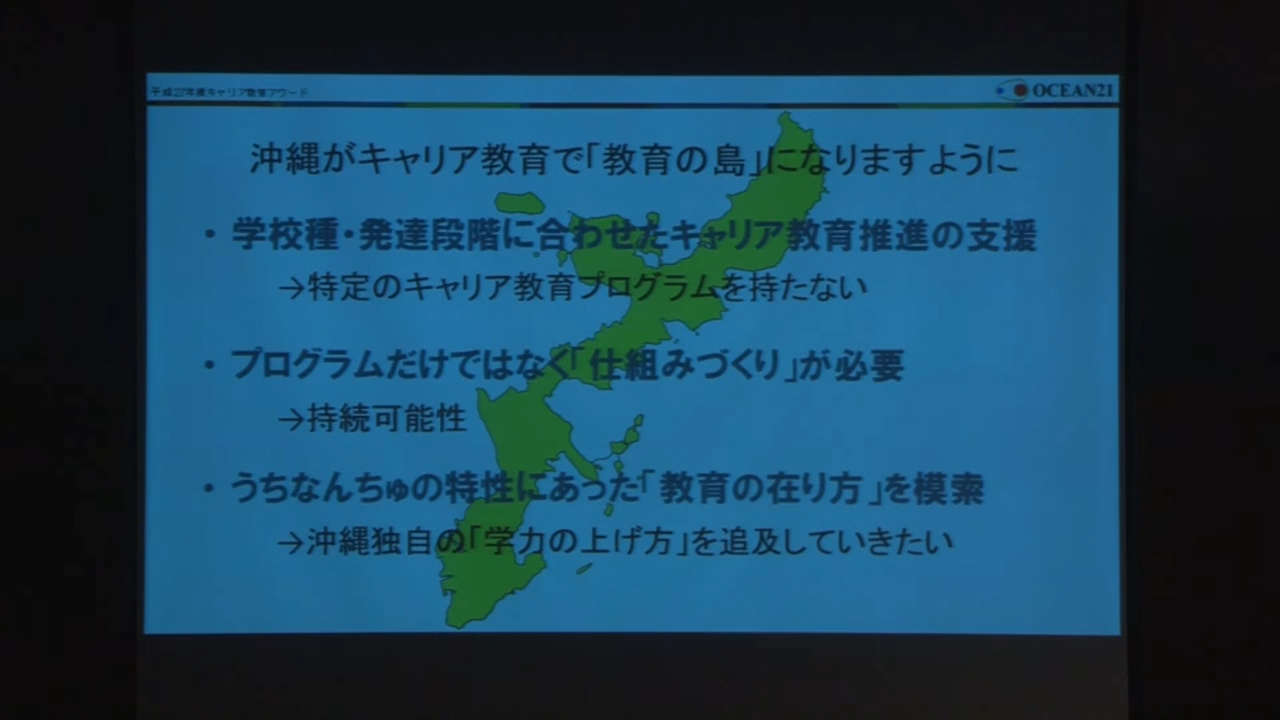 平成27年度キャリア教育アワード
OCEAN21
沖縄がキャリア教育で「教育の島」になりますように
・学校種・発達段階に合わせたキャリア教育推進の支援
→特定のキャリア教育プログラムを持たない
・プログラムだけではなく「仕組みづくり」が必要
→持続可能性
・うちなんちゅの特性にあった「教育の在り方」を模索
→沖縄独自の「学力の上げ方」を追及していきたい